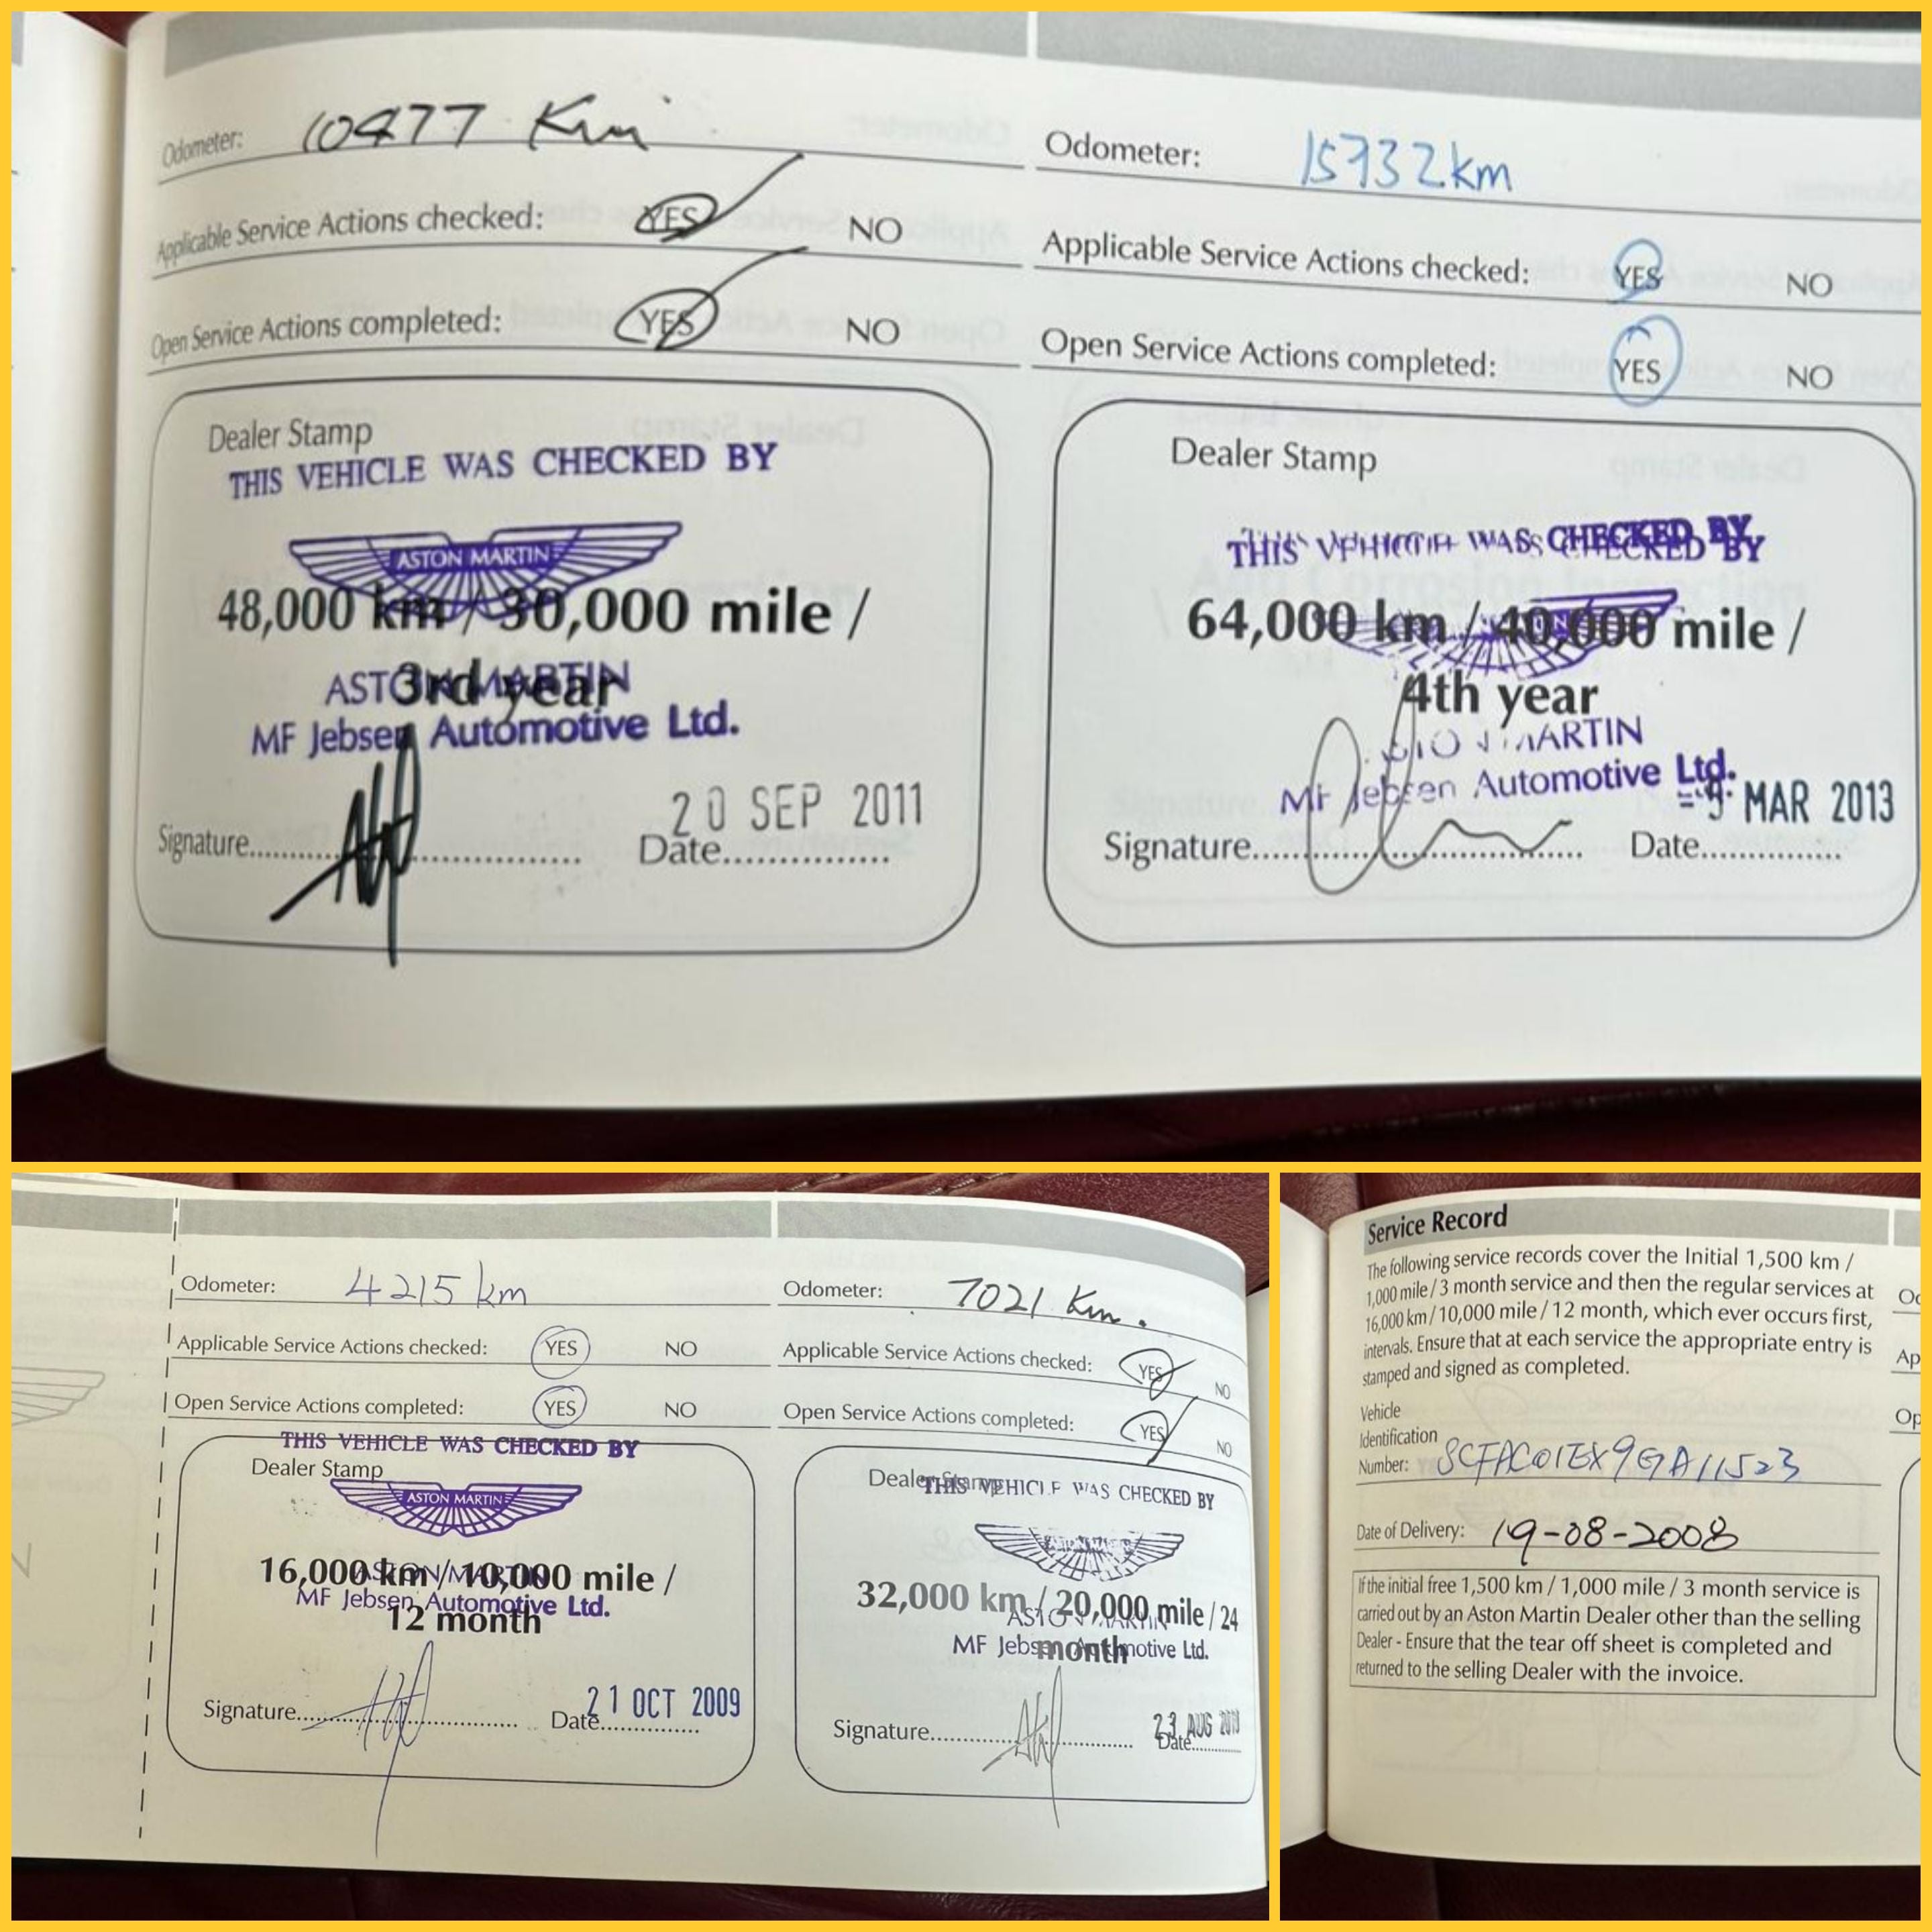 Odometer: 10477 Km
Applicable Service Actions checked: YES NO
Open Service Actions completed: YES NO
Dealer Stamp
THIS VEHICLE WAS CHECKED BY
ASTON MARTIN
48,000 km / 30,000 mile /
3rd year
ASTON MARTIN
MF Jebsen Automotive Ltd.
20 SEP 2011
Signature Date
Odometer: 15732km
Applicable Service Actions checked: YES NO
Open Service Actions completed: YES NO
Dealer Stamp
THIS VEHICLE WAS CHECKED BY
64,000 km / 40,000 mile /
4th year
ASTON MARTIN
MF Jebsen Automotive Ltd.
MAR 2013
Signature Date
Odometer: 4215 km
Applicable Service Actions checked: YES NO
Open Service Actions completed: YES NO
THIS VEHICLE WAS CHECKED BY
Dealer Stamp
ASTON MARTIN
16,000 km / 10,000 mile /
ASTON MARTIN
MF Jebsen Automotive Ltd.
12 month
21 OCT 2009
Signature Date
Odometer: 7021 Km.
Applicable Service Actions checked: YES NO
Open Service Actions completed: YES NO
Dealer Stamp
THIS VEHICLE WAS CHECKED BY
ASTON MARTIN
32,000 km / 20,000 mile / 24
ASTON MARTIN
MF Jebsen Automotive Ltd.
month
23 AUG
Signature Date
Service Record
The following service records cover the Initial 1,500 km /
1,000 mile / 3 month service and then the regular services at
16,000 km / 10,000 mile / 12 month, which ever occurs first,
intervals. Ensure that at each service the appropriate entry is
stamped and signed as completed.
Vehicle
Identification
Number: SCFAC01EX9GA11523
Date of Delivery: 19-08-2008
If the initial free 1,500 km / 1,000 mile / 3 month service is
carried out by an Aston Martin Dealer other than the selling
Dealer - Ensure that the tear off sheet is completed and
returned to the selling Dealer with the invoice.